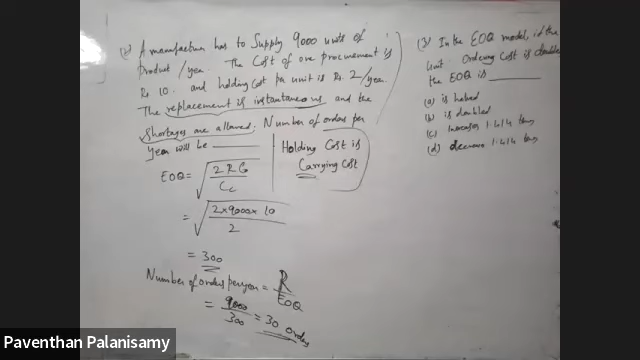 A manufacturer has to supply 9000 units of
Product / year. The cost of one procurement is
Rs 10. and holding cost per unit is Rs. 2/year.
The replacement is instantaneous and the
shortages are allowed. Number of orders per
year will be ____
Holding Cost is
Carrying Cost
EOQ = √ 2 R C / Cc
= √ 2 x 9000 x 10 / 2
= 300
Number of orders per year = R / EOQ
= 9000 / 300 = 30 orders
(3) In the EOQ model, if the
unit ordering cost is doubled
the EOQ is ____
(a) is halved
(b) is doubled
(c) increases 1.414 times
(d) decreases 1.414 times
Paventhan Palanisamy